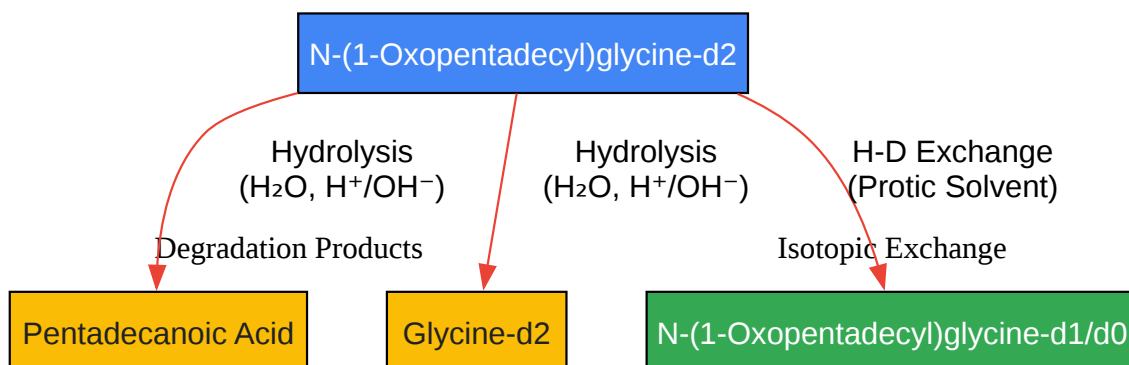 N-(1-Oxopentadecyl)glycine-d2
Hydrolysis
(H₂O, H⁺/OH⁻)
Hydrolysis
(H₂O, H⁺/OH⁻)
H-D Exchange
(Protic Solvent)
Degradation Products
Isotopic Exchange
Pentadecanoic Acid
Glycine-d2
N-(1-Oxopentadecyl)glycine-d1/d0